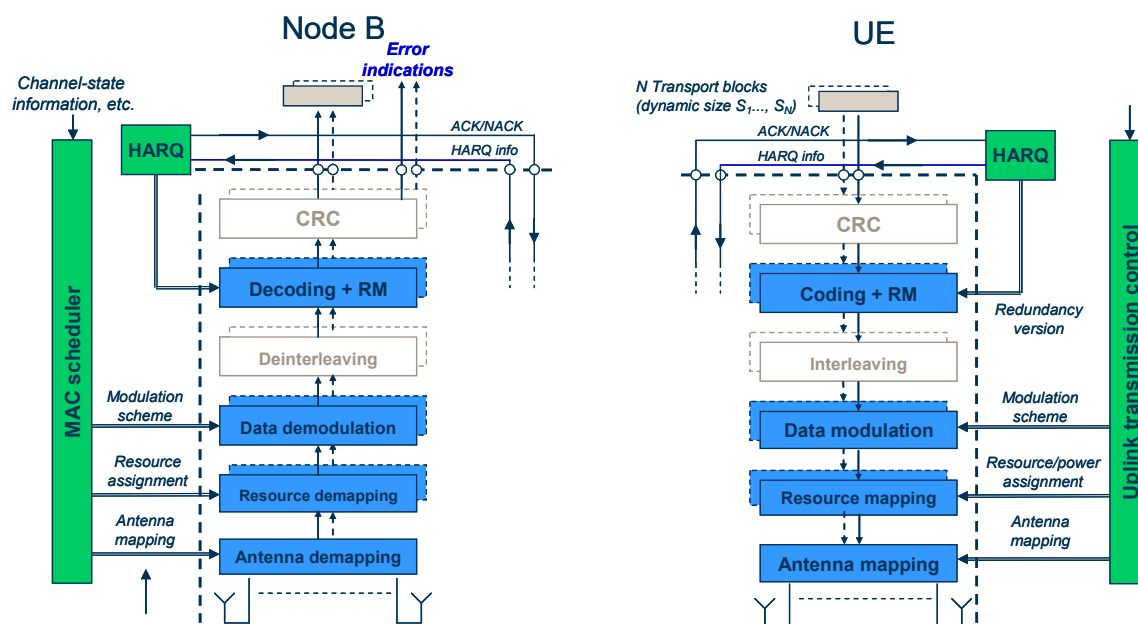 Node B
Error
indications
Channel-state
information, etc.
HARQ
ACK/NACK
HARQ info
CRC
Decoding + RM
Deinterleaving
MAC scheduler
Modulation
scheme
Data demodulation
Resource
assignment
Resource demapping
Antenna
mapping
Antenna demapping
UE
N Transport blocks
(dynamic size S1..., SN)
ACK/NACK
HARQ info
HARQ
CRC
Coding + RM
Redundancy
version
Interleaving
Uplink transmission control
Modulation
scheme
Data modulation
Resource/power
assignment
Resource mapping
Antenna
mapping
Antenna mapping